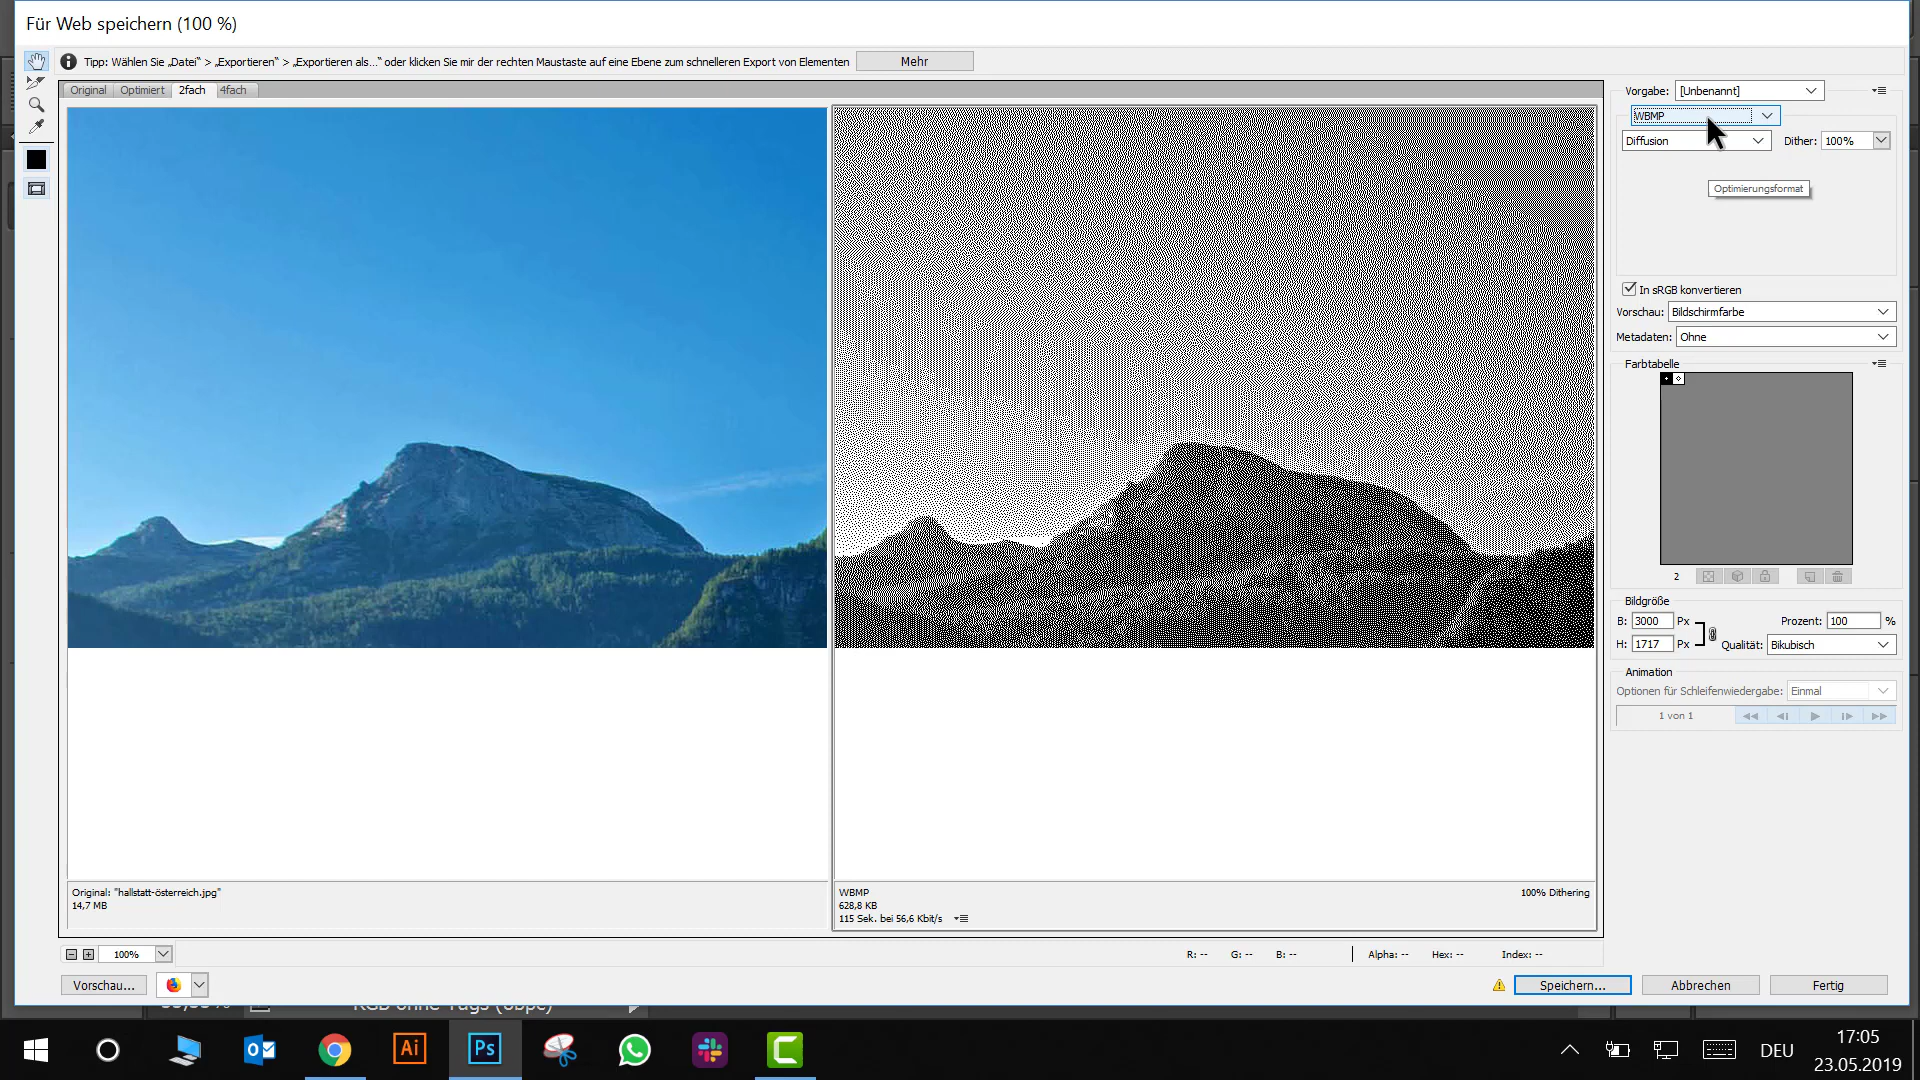 Für Web speichern (100 %)
Tipp: Wählen Sie „Datei“ > „Exportieren“ > „Exportieren als...“ oder klicken Sie mir der rechten Maustaste auf eine Ebene zum schnelleren Export von Elementen
Mehr
Original
Optimiert
2fach
4fach
Vorgabe:
[Unbenannt]
WBMP
Diffusion
Dither:
100%
Optimierungsformat
In sRGB konvertieren
Vorschau:
Bildschirmfarbe
Metadaten:
Ohne
Farbtabelle
2
Bildgröße
B:
3000
Px
Prozent:
100
%
H:
1717
Px
Qualität:
Bikubisch
Animation
Optionen für Schleifenwiedergabe:
Einmal
1 von 1
Original: "hallstatt-österreich.jpg"
14,7 MB
WBMP
100% Dithering
628,8 KB
115 Sek. bei 56,6 Kbit/s
100%
R: --
G: --
B: --
Alpha: --
Hex: --
Index: --
Vorschau...
Speichern...
Abbrechen
Fertig
Ai
Ps
DEU
17:05
23.05.2019